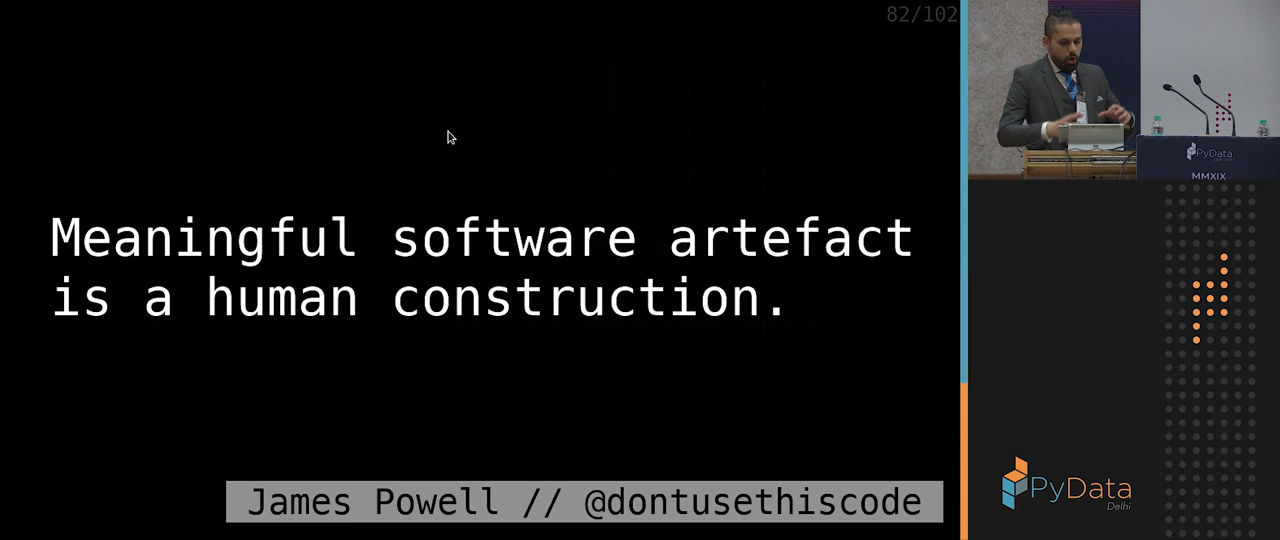 82/102
Meaningful software artefact
is a human construction.
James Powell // @dontusethiscode
PyData
MMXIX
PyData
Delhi